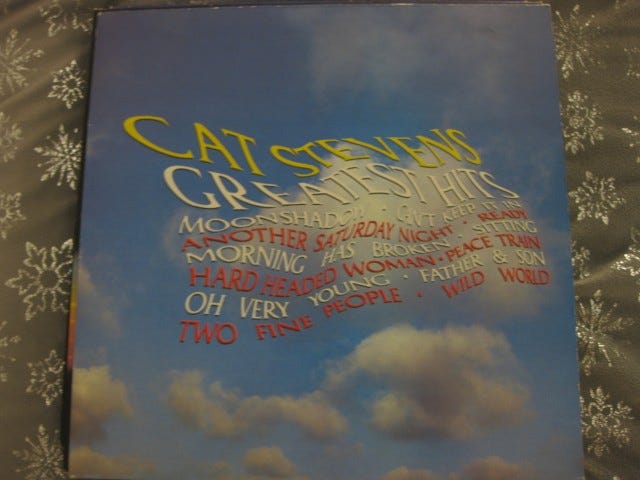 CAT STEVENS
GREATEST HITS
MOONSHADOW · CAN'T KEEP IT IN
ANOTHER SATURDAY NIGHT · READY
MORNING HAS BROKEN · SITTING
HARD HEADED WOMAN · PEACE TRAIN
OH VERY YOUNG · FATHER & SON
TWO FINE PEOPLE · WILD WORLD